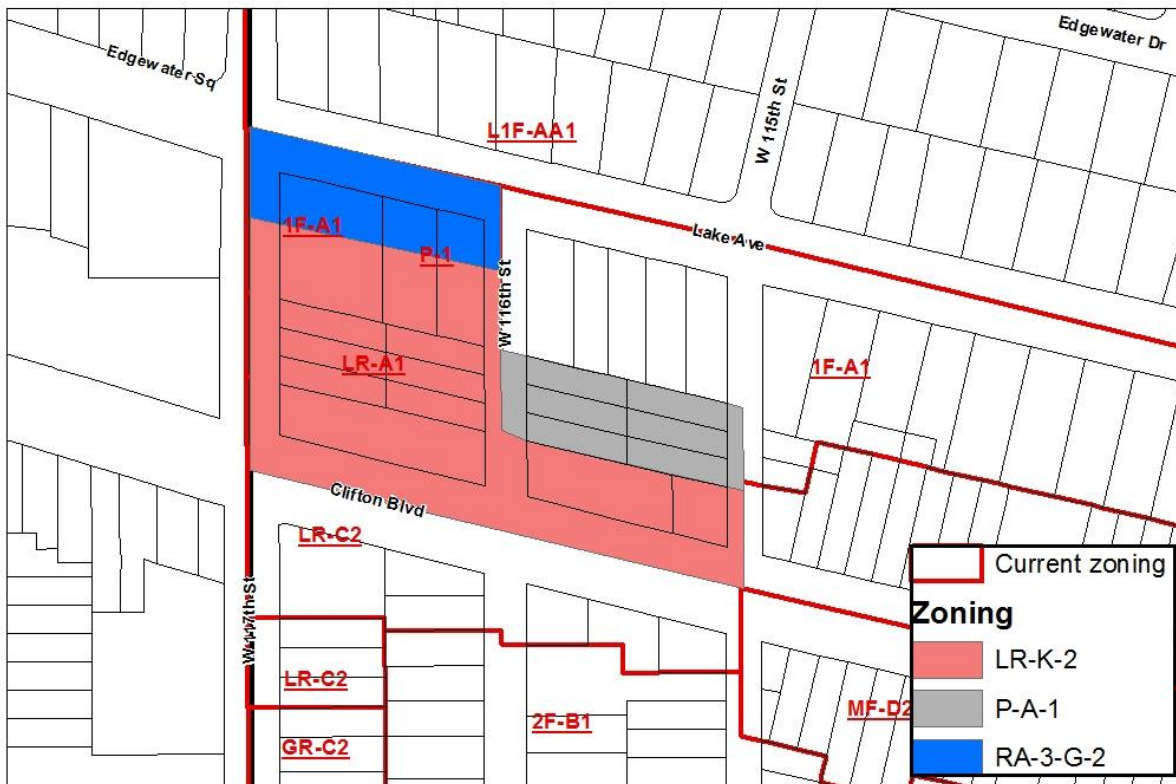 Edgewater Sq
Edgewater Dr
L1F-AA1
W 115th St
1F-A1
P-1
Lake Ave
W 116th St
LR-A1
1F-A1
Clifton Blvd
LR-C2
W 117th St
LR-C2
2F-B1
MF-D2
GR-C2
Current zoning
Zoning
LR-K-2
P-A-1
RA-3-G-2